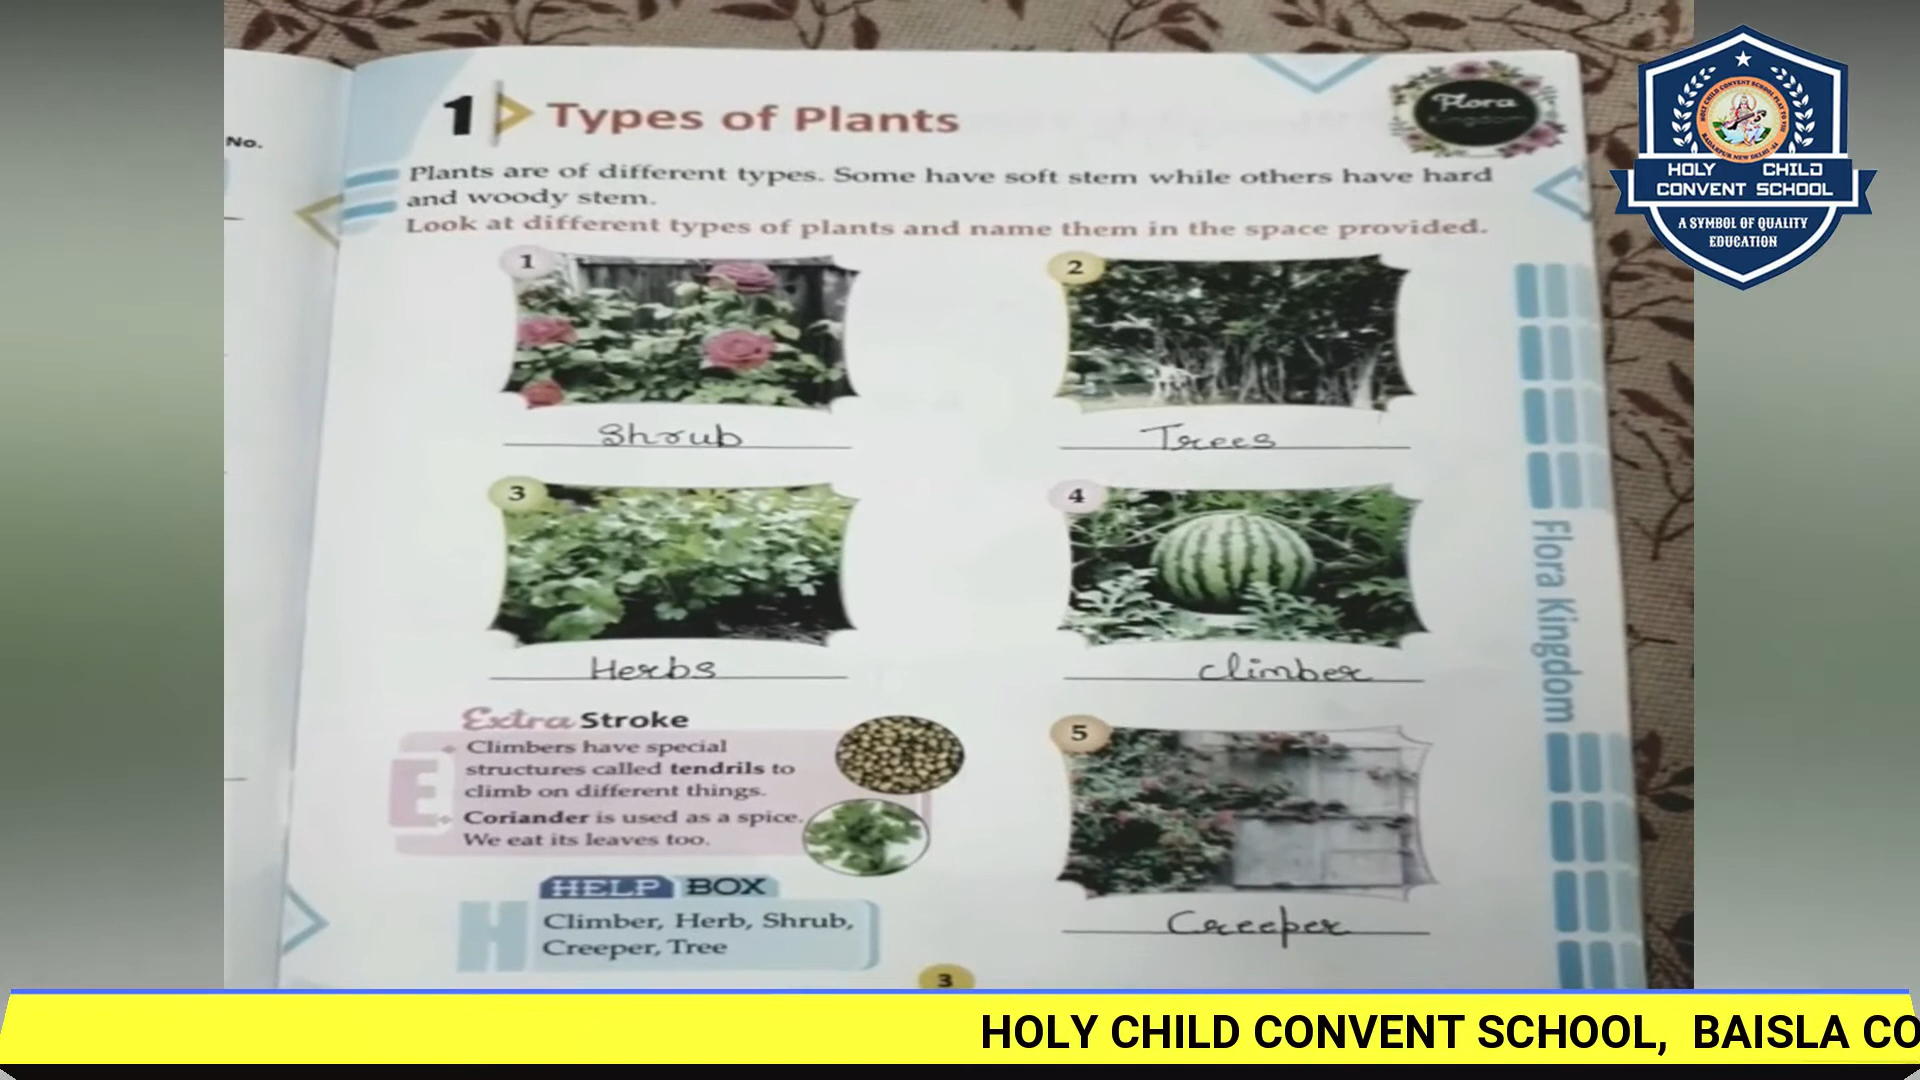 No.
1 Types of Plants
Flora
Kingdom
Plants are of different types. Some have soft stem while others have hard
and woody stem.
Look at different types of plants and name them in the space provided.
1
2
Shrub
Trees
3
4
Herbs
Climber
Extra Stroke
E
Climbers have special
structures called tendrils to
climb on different things.
Coriander is used as a spice.
We eat its leaves too.
5
Creeper
HELP BOX
H
Climber, Herb, Shrub,
Creeper, Tree
3
Flora Kingdom
HOLY CHILD
CONVENT SCHOOL
A SYMBOL OF QUALITY
EDUCATION
HOLY CHILD CONVENT SCHOOL, BAISLA CO